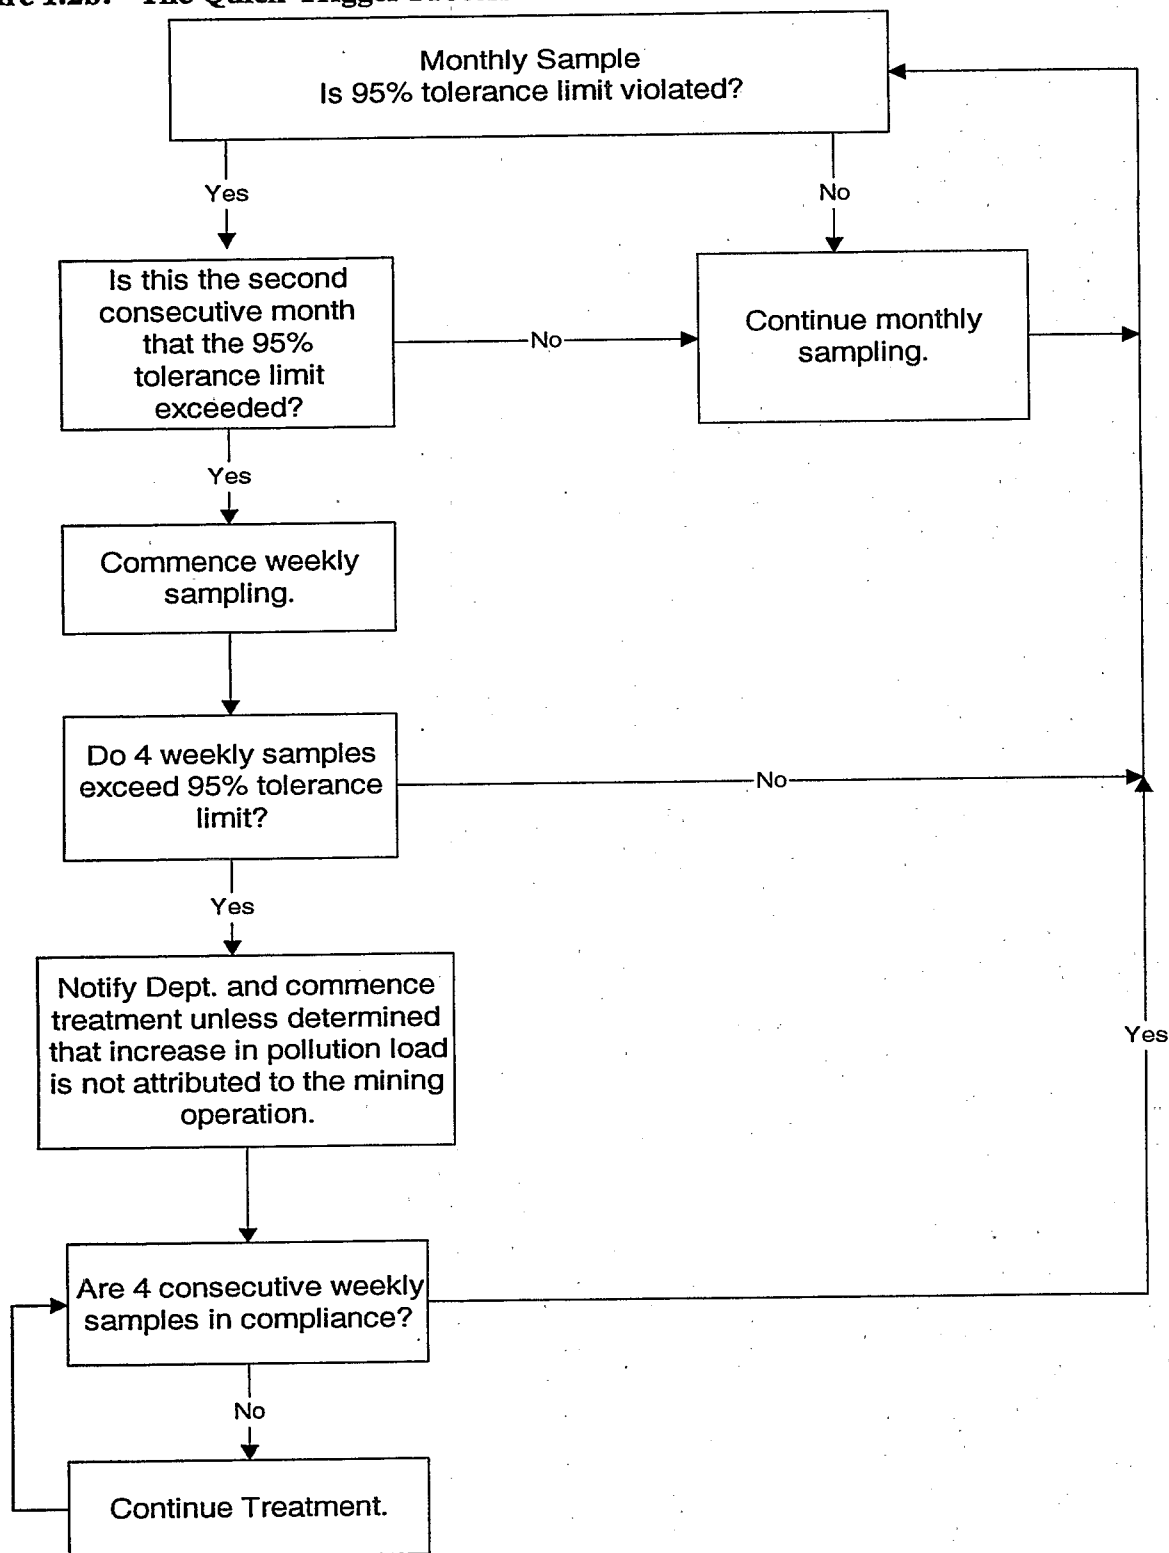 The Quick Trigger
Monthly Sample
Is 95% tolerance limit violated?
Yes
No
Is this the second
consecutive month
that the 95%
tolerance limit
exceeded?
No
Continue monthly
sampling.
Yes
Commence weekly
sampling.
Do 4 weekly samples
exceed 95% tolerance
limit?
No
Yes
Notify Dept. and commence
treatment unless determined
that increase in pollution load
is not attributed to the mining
operation.
Yes
Are 4 consecutive weekly
samples in compliance?
No
Continue Treatment.